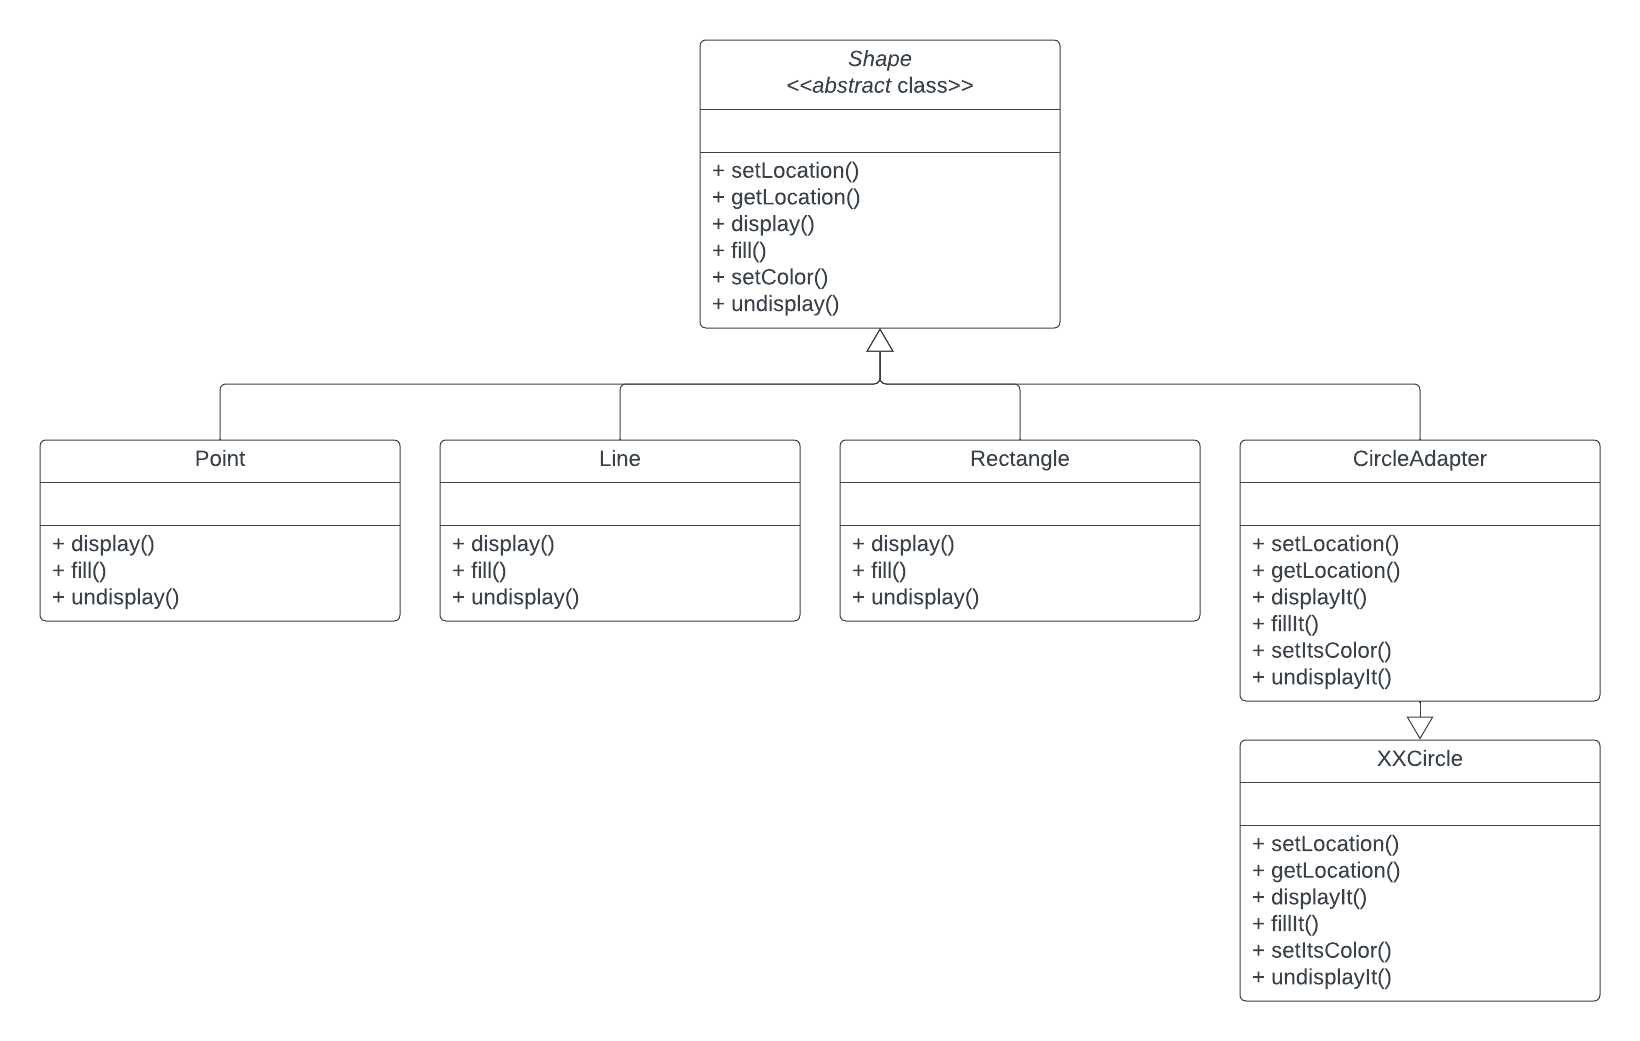 Shape
<<abstract class>>
+ setLocation()
+ getLocation()
+ display()
+ fill()
+ setColor()
+ undisplay()
Point
+ display()
+ fill()
+ undisplay()
Line
+ display()
+ fill()
+ undisplay()
Rectangle
+ display()
+ fill()
+ undisplay()
CircleAdapter
+ setLocation()
+ getLocation()
+ displayIt()
+ fillIt()
+ setItsColor()
+ undisplayIt()
XXCircle
+ setLocation()
+ getLocation()
+ displayIt()
+ fillIt()
+ setItsColor()
+ undisplayIt()